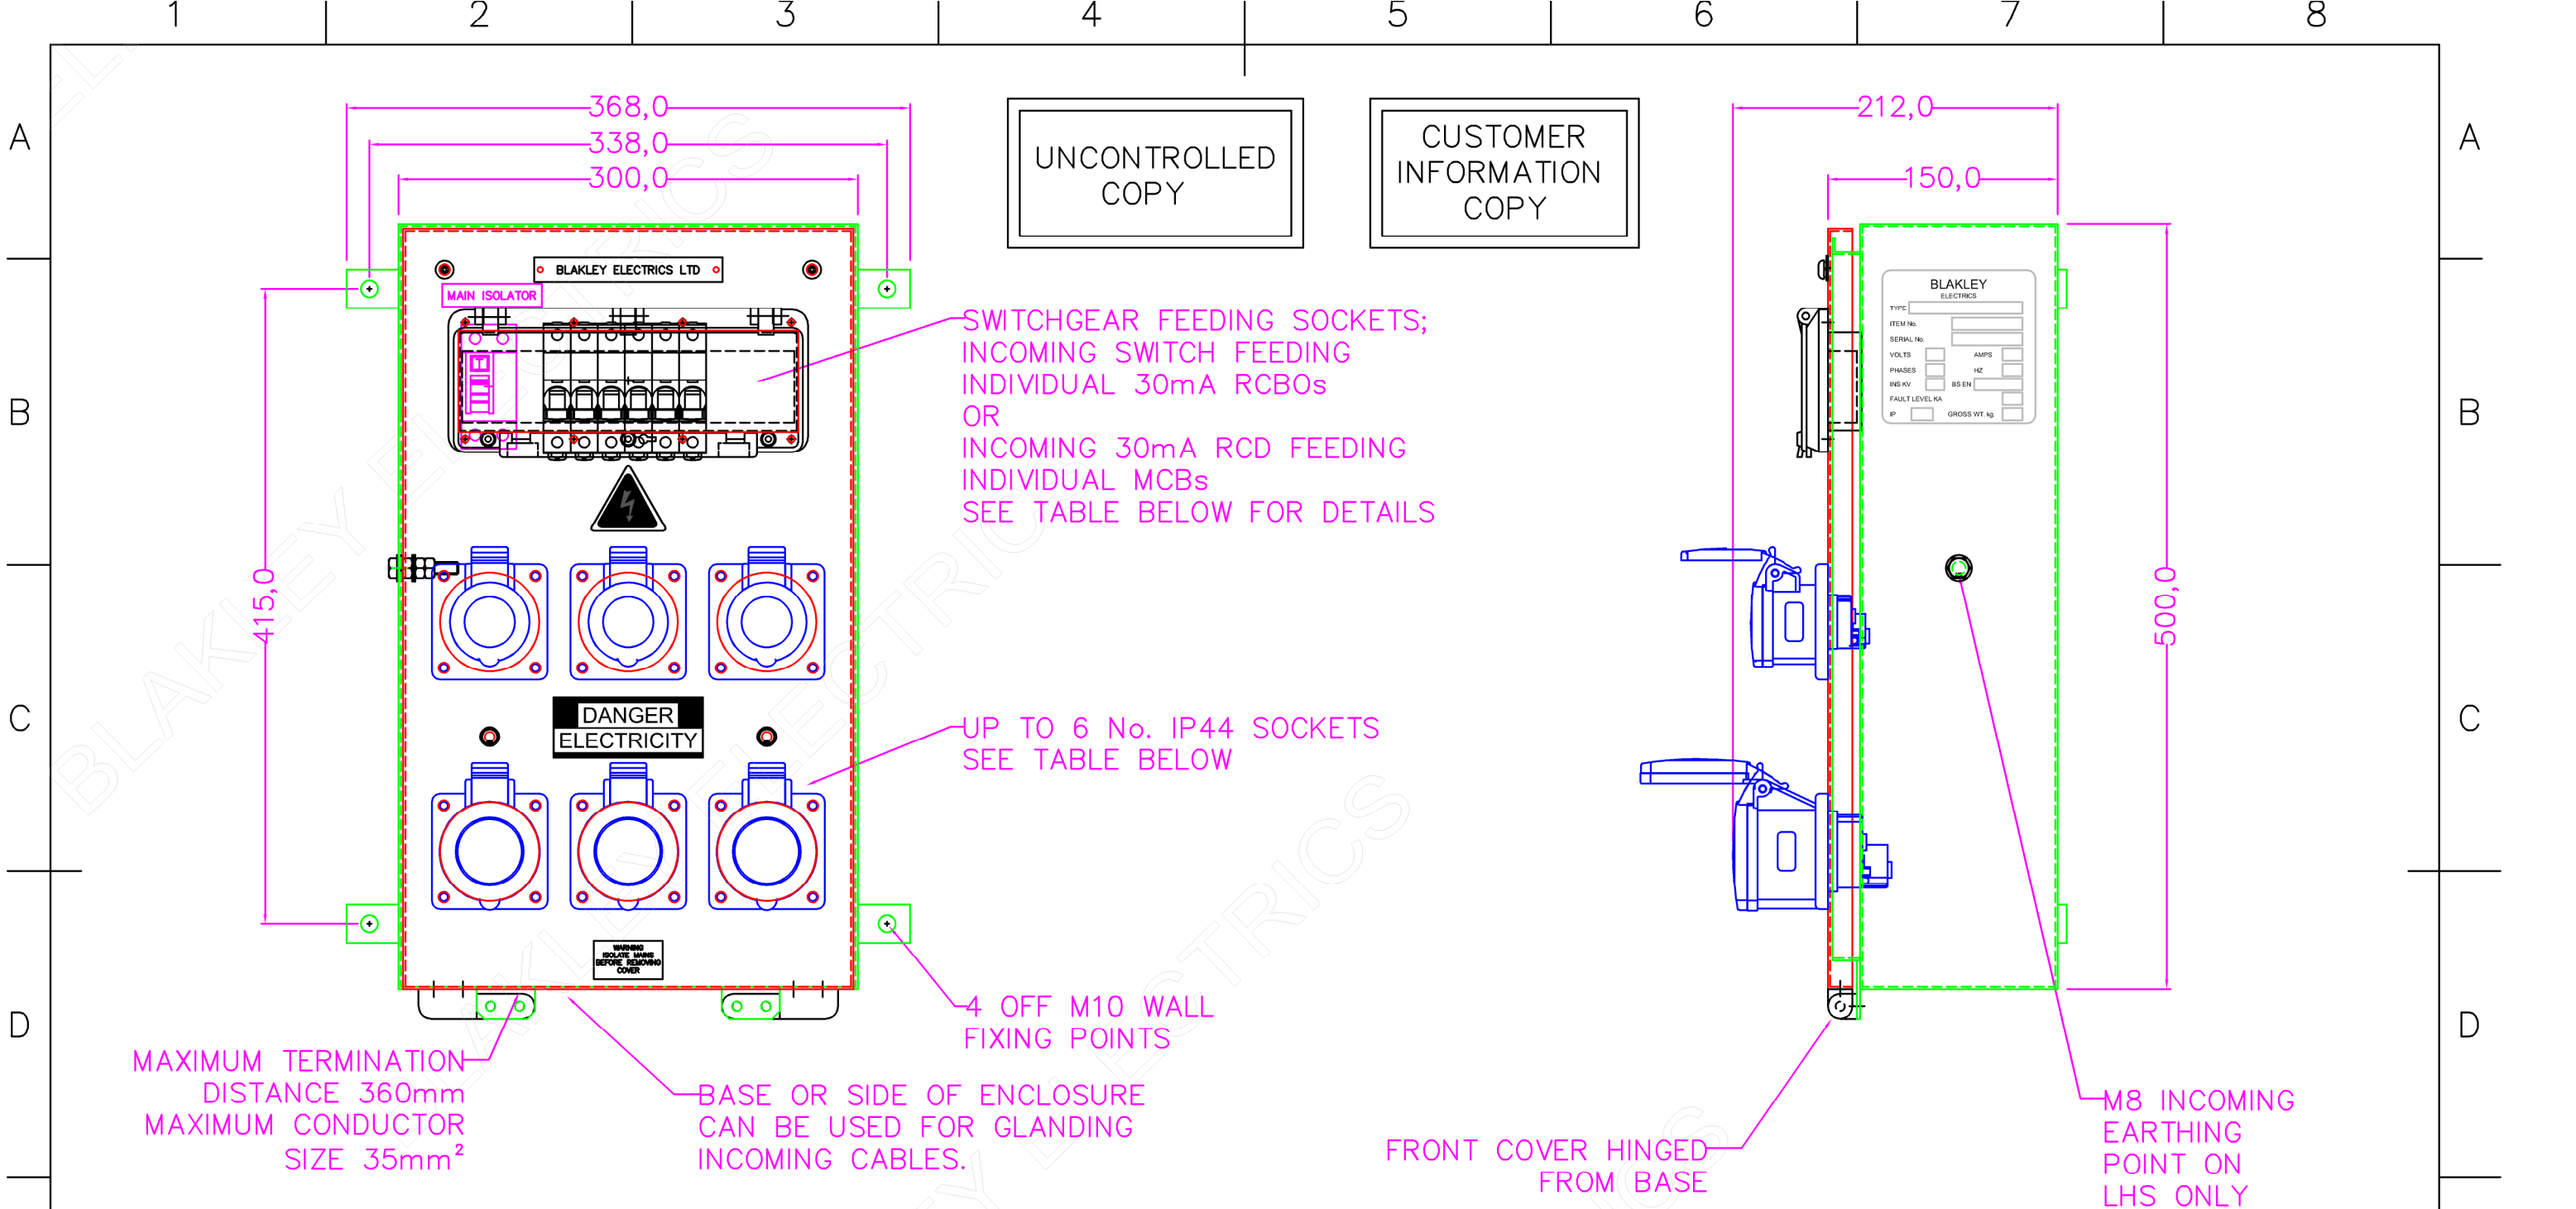 1 2 3 4 5 6 7 8
A
A
B
B
C
C
D
D
368,0
338,0
300,0
415,0
UNCONTROLLED
COPY
CUSTOMER
INFORMATION
COPY
212,0
150,0
500,0
BLAKLEY ELECTRICS LTD
MAIN ISOLATOR
SWITCHGEAR FEEDING SOCKETS;
INCOMING SWITCH FEEDING
INDIVIDUAL 30mA RCBOs
OR
INCOMING 30mA RCD FEEDING
INDIVIDUAL MCBs
SEE TABLE BELOW FOR DETAILS
BLAKLEY
ELECTRICS
TYPE
ITEM No.
SERIAL No.
VOLTS AMPS
PHASES HZ
INS KV BS EN
FAULT LEVEL KA
IP GROSS WT. kg.
DANGER
ELECTRICITY
UP TO 6 No. IP44 SOCKETS
SEE TABLE BELOW
WARNING
ISOLATE MAINS
BEFORE REMOVING
COVER
4 OFF M10 WALL
FIXING POINTS
MAXIMUM TERMINATION
DISTANCE 360mm
MAXIMUM CONDUCTOR
SIZE 35mm²
BASE OR SIDE OF ENCLOSURE
CAN BE USED FOR GLANDING
INCOMING CABLES.
FRONT COVER HINGED
FROM BASE
M8 INCOMING
EARTHING
POINT ON
LHS ONLY
BLAKLEY ELECTRICS
BLAKLEY ELECTRICS